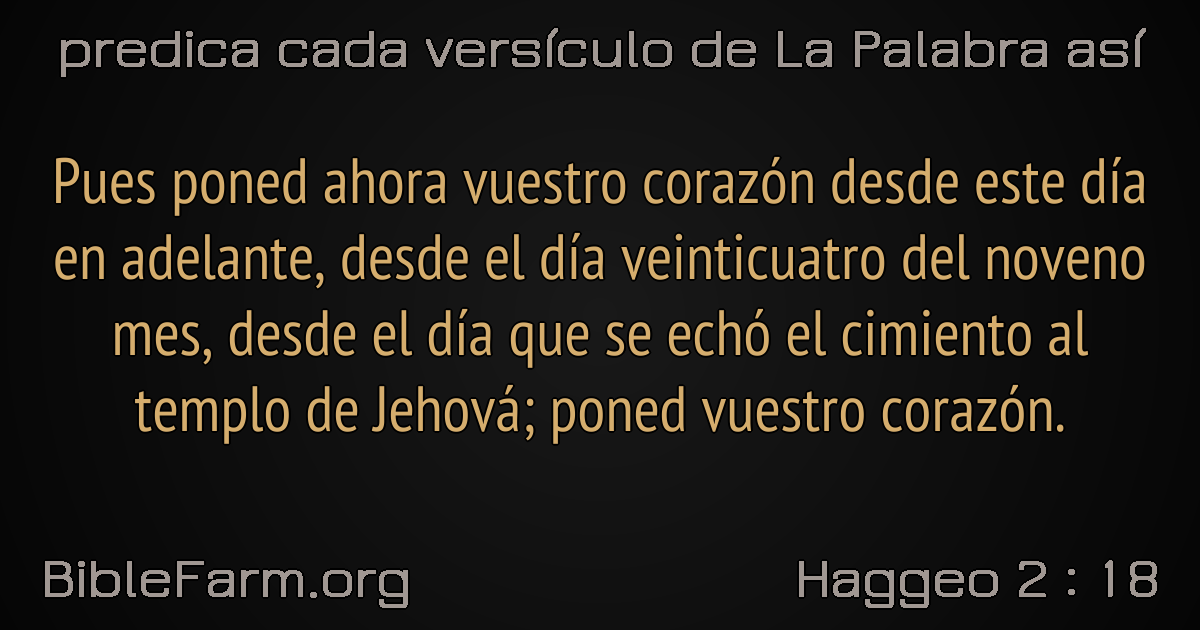 predica cada versículo de La Palabra así
Pues poned ahora vuestro corazón desde este día
en adelante, desde el día veinticuatro del noveno
mes, desde el día que se echó el cimiento al
templo de Jehová; poned vuestro corazón.
BibleFarm.org
Haggeo 2 : 18